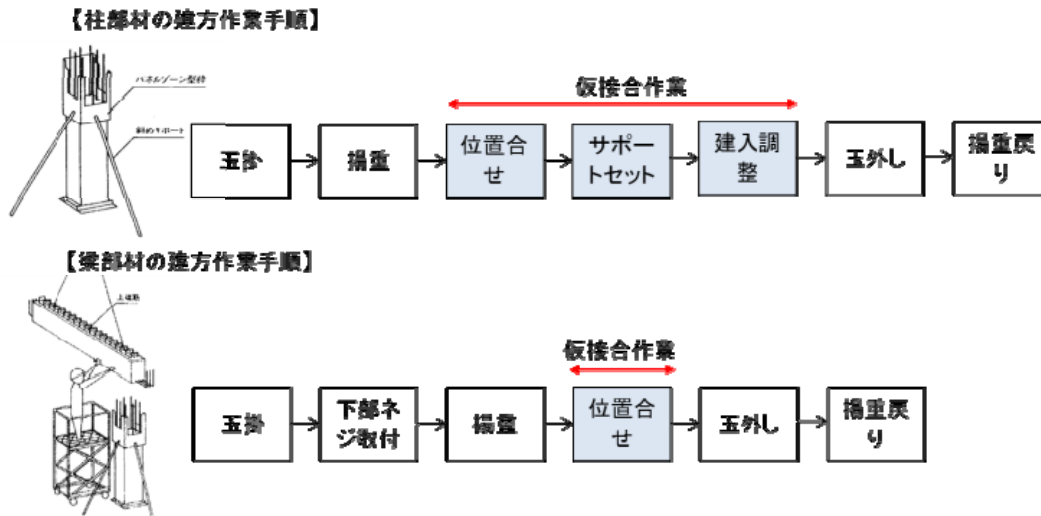 【柱部材の建方作業手順】
パネルゾーン型枠
斜めサポート
仮接合作業
玉掛
揚重
位置合
せ
サポー
トセット
建入調
整
玉外し
揚重戻
り
【梁部材の建方作業手順】
上端筋
仮接合作業
玉掛
下部ネ
ジ取付
揚重
位置合
せ
玉外し
揚重戻
り